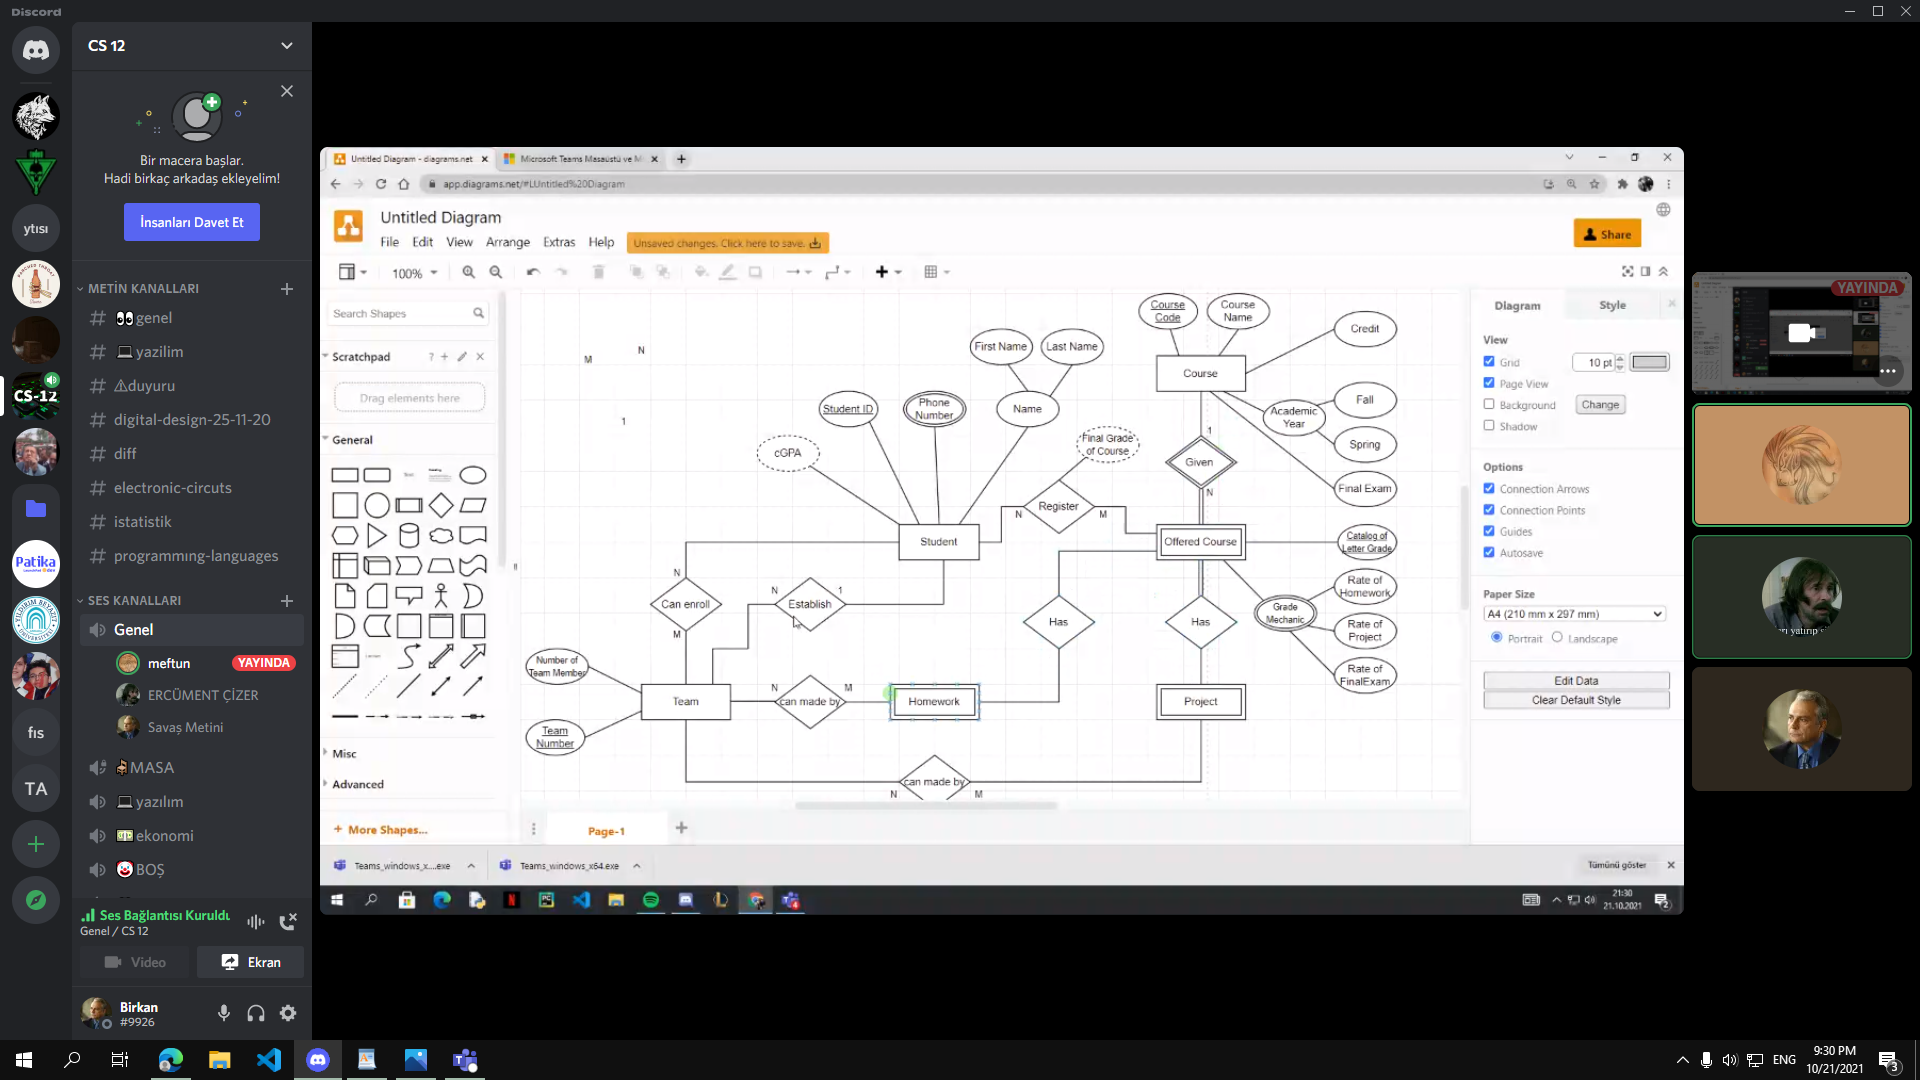 Discord
CS 12
Bir macera başlar.
Hadi birkaç arkadaş ekleyelim!
İnsanları Davet Et
METİN KANALLARI
genel
yazilim
duyuru
digital-design-25-11-20
diff
electronic-circuts
istatistik
programmıng-languages
SES KANALLARI
Genel
meftun
YAYINDA
ERCÜMENT ÇİZER
Savaş Metini
MASA
yazılım
ekonomi
BOŞ
Ses Bağlantısı Kuruldu
Genel / CS 12
Video
Ekran
Birkan
#9926
ytısı
CS-12
Patika
fıs
TA
Untitled Diagram - diagrams.net
Microsoft Teams Masaüstü ve M
app.diagrams.net/#LUntitled%20Diagram
Untitled Diagram
File
Edit
View
Arrange
Extras
Help
Unsaved changes. Click here to save.
Share
100%
Search Shapes
Scratchpad
?
Drag elements here
General
Misc
Advanced
+ More Shapes...
M
N
1
Course
Code
Course
Name
Credit
First Name
Last Name
Course
Student ID
Phone
Number
Name
Academic
Year
Fall
Spring
cGPA
Final Grade
of Course
1
Given
N
Final Exam
Register
N
M
Student
Offered Course
Catalog of
Letter Grade
N
Can enroll
M
N
Establish
1
Has
Has
Grade
Mechanic
Rate of
Homework
Rate of
Project
Rate of
FinalExam
Number of
Team Member
Team
N
can made by
M
Homework
Project
Team
Number
can made by
N
M
Page-1
Diagram
Style
View
Grid
10 pt
Page View
Background
Change
Shadow
Options
Connection Arrows
Connection Points
Guides
Autosave
Paper Size
A4 (210 mm x 297 mm)
Portrait
Landscape
Edit Data
Clear Default Style
Teams_windows_x....exe
Teams_windows_x64.exe
Tümünü göster
21:30
21.10.2021
2
YAYINDA
ENG
9:30 PM
10/21/2021
3